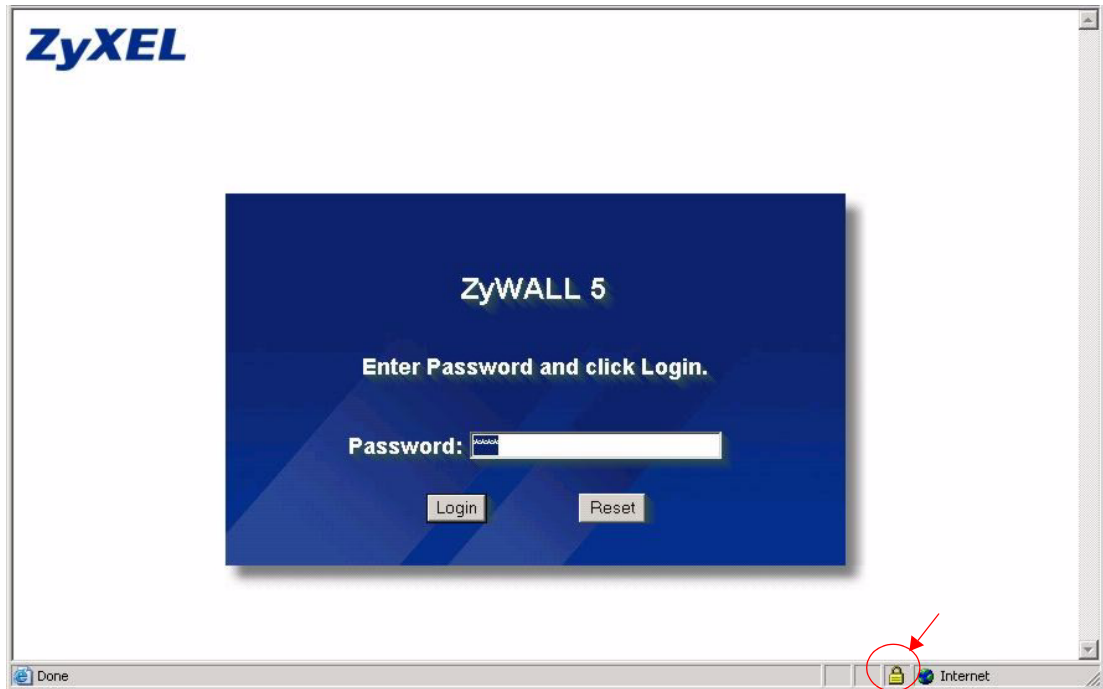 ZyXEL
ZyWALL 5
Enter Password and click Login.
Password: ****
Login Reset
Done Internet